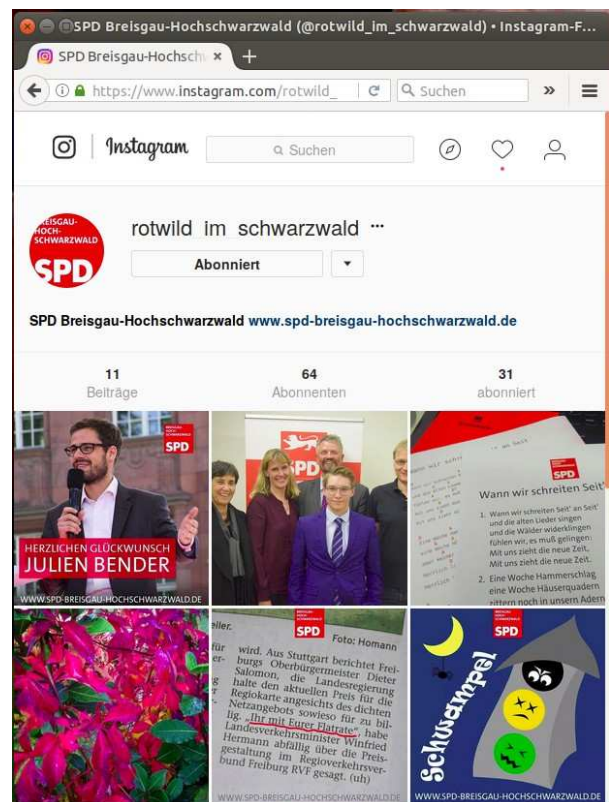 SPD Breisgau-Hochschwarzwald (@rotwild_im_schwarzwald) • Instagram-F...
SPD Breisgau-Hochsch
https://www.instagram.com/rotwild_
Suchen
Instagram
Suchen
BREISGAU-
HOCH-
SCHWARZWALD
SPD
rotwild im schwarzwald
Abonniert
SPD Breisgau-Hochschwarzwald www.spd-breisgau-hochschwarzwald.de
11
Beiträge
64
Abonnenten
31
abonniert
SPD
HERZLICHEN GLÜCKWUNSCH
JULIEN BENDER
WWW.SPD-BREISGAU-HOCHSCHWARZWALD.DE
SPD
SPD
Wann wir schreiten Seit'
1. Wann wir schreiten Seit' an Seit'
und die alten Lieder singen
und die Wälder widerklingen
fühlen wir, es muß gelingen:
Mit uns zieht die neue Zeit,
Mit uns zieht die neue Zeit.
2. Eine Woche Hammerschlag
eine Woche Häuserquadern
zittern noch in unsern Adern
SPD
Foto: Homann
wird. Aus Stuttgart berichtet Frei-
burgs Oberbürgermeister Dieter
Salomon, die Landesregierung
halte den aktuellen Preis für die
Regiokarte angesichts des dichten
Netzangebots sowieso für zu bil-
lig. „Ihr mit Eurer Flatrate“, habe
Landesverkehrsminister Winfried
Hermann abfällig über die Preis-
gestaltung im Regioverkehrsver-
bund Freiburg RVF gesagt. (uh)
WWW.SPD-BREISGAU-HOCHSCHWARZWALD.DE
SPD
Schwampel
WWW.SPD-BREISGAU-HOCHSCHWARZWALD.DE